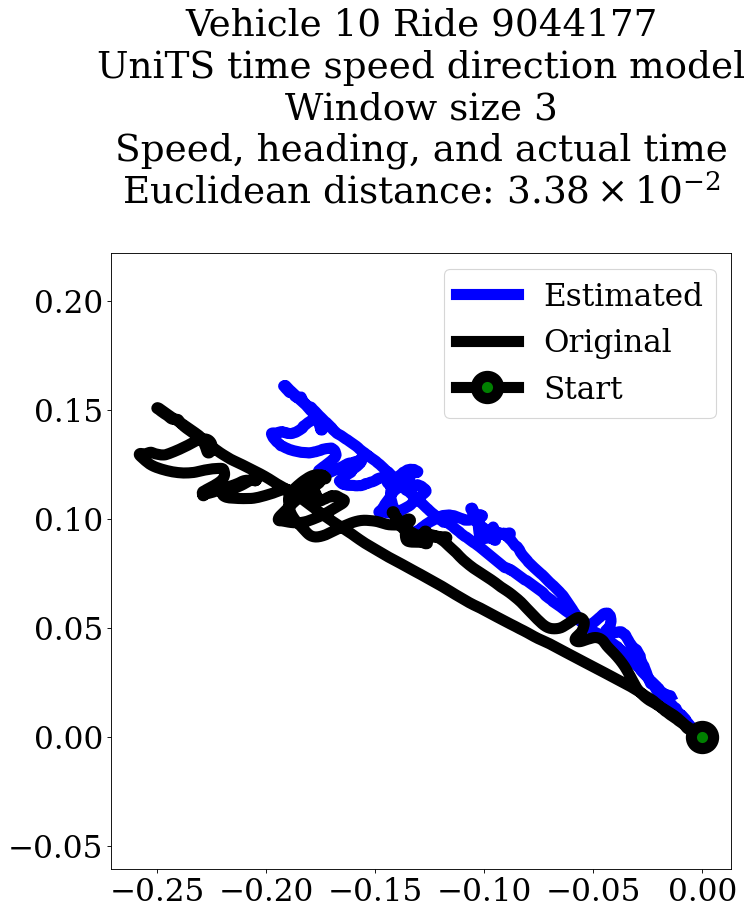 Vehicle 10 Ride 9044177
UniTS time speed direction model
Window size 3
Speed, heading, and actual time
Euclidean distance: 3.38 × 10⁻²
Estimated
Original
Start
0.20
0.15
0.10
0.05
0.00
−0.05
−0.25 −0.20 −0.15 −0.10 −0.05 0.00